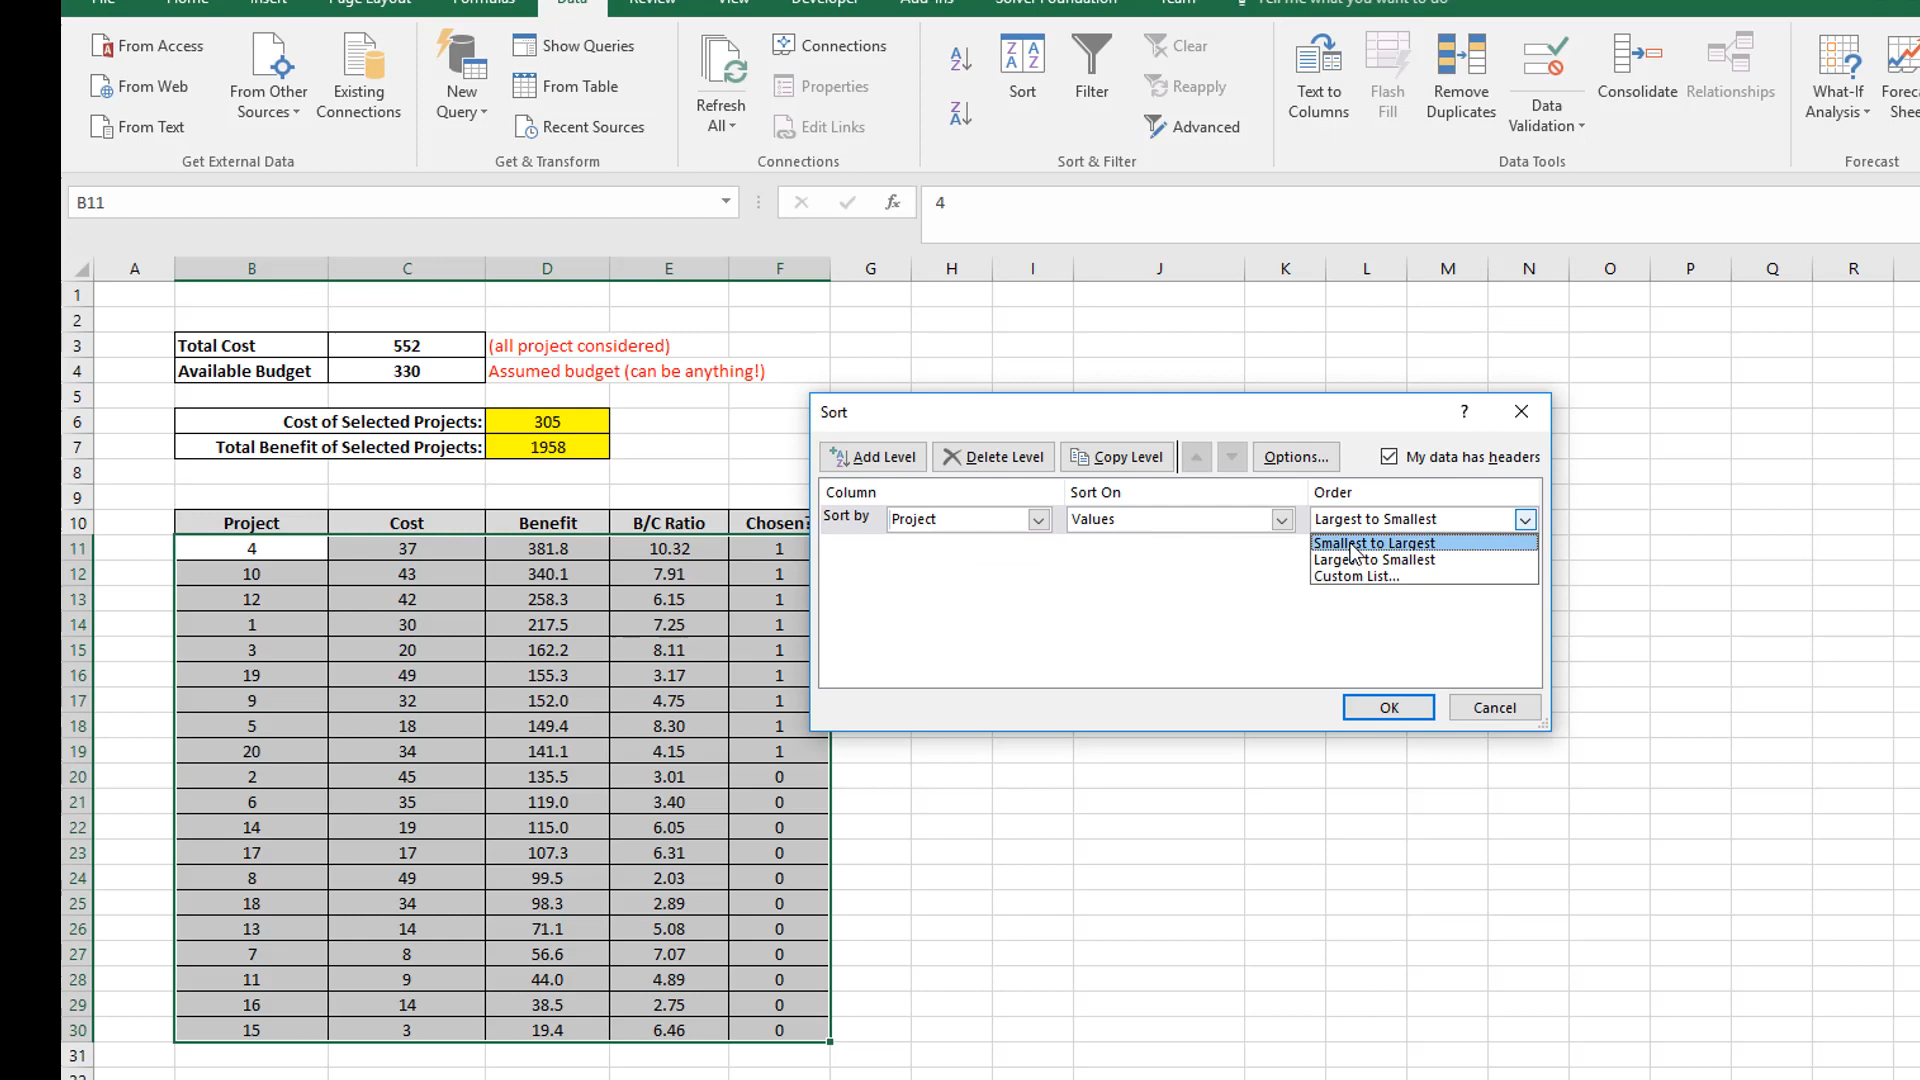 File Home Insert Page Layout Formulas Data Review View Developer Add-Ins Solver Foundation Team Tell me what you want to do
From Access
From Web
From Text
From Other Sources
Existing Connections
Get External Data
New Query
Show Queries
From Table
Recent Sources
Get & Transform
Refresh All
Connections
Properties
Edit Links
Connections
Sort
Filter
Clear
Reapply
Advanced
Sort & Filter
Text to Columns
Flash Fill
Remove Duplicates
Data Validation
Consolidate
Relationships
Data Tools
What-If Analysis
Forecast
B11 fx 4
A B C D E F G H I J K L M N O P Q R
1
2
3 Total Cost 552 (all project considered)
4 Available Budget 330 Assumed budget (can be anything!)
5
6 Cost of Selected Projects: 305
7 Total Benefit of Selected Projects: 1958
8
9
10 Project Cost Benefit B/C Ratio Chosen?
11 4 37 381.8 10.32 1
12 10 43 340.1 7.91 1
13 12 42 258.3 6.15 1
14 1 30 217.5 7.25 1
15 3 20 162.2 8.11 1
16 19 49 155.3 3.17 1
17 9 32 152.0 4.75 1
18 5 18 149.4 8.30 1
19 20 34 141.1 4.15 1
20 2 45 135.5 3.01 0
21 6 35 119.0 3.40 0
22 14 19 115.0 6.05 0
23 17 17 107.3 6.31 0
24 8 49 99.5 2.03 0
25 18 34 98.3 2.89 0
26 13 14 71.1 5.08 0
27 7 8 56.6 7.07 0
28 11 9 44.0 4.89 0
29 16 14 38.5 2.75 0
30 15 3 19.4 6.46 0
31
Sort ?
Add Level Delete Level Copy Level Options... My data has headers
Column Sort On Order
Sort by Project Values Largest to Smallest
Smallest to Largest
Largest to Smallest
Custom List...
OK Cancel